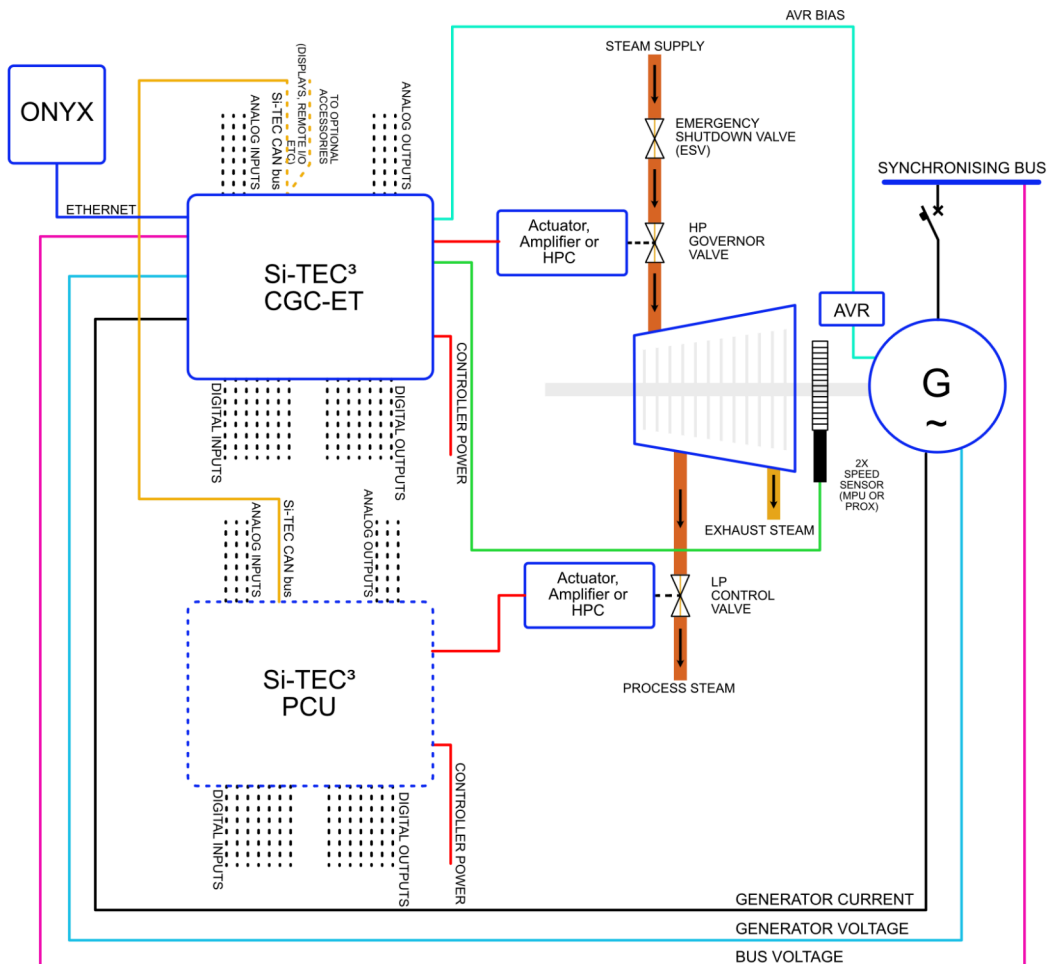 AVR BIAS
STEAM SUPPLY
ONYX
(DISPLAYS, REMOTE I/O
ETC)
TO OPTIONAL
ACCESSORIES
ANALOG INPUTS
Si-TEC CAN bus
ANALOG OUTPUTS
EMERGENCY
SHUTDOWN VALVE
(ESV)
SYNCHRONISING BUS
ETHERNET
Actuator,
Amplifier or
HPC
HP
GOVERNOR
VALVE
Si-TEC³
CGC-ET
AVR
G
~
CONTROLLER POWER
DIGITAL INPUTS
DIGITAL OUTPUTS
2X
SPEED
SENSOR
(MPU OR
PROX)
EXHAUST STEAM
ANALOG INPUTS
Si-TEC CAN bus
ANALOG OUTPUTS
Actuator,
Amplifier or
HPC
LP
CONTROL
VALVE
Si-TEC³
PCU
PROCESS STEAM
CONTROLLER POWER
DIGITAL INPUTS
DIGITAL OUTPUTS
GENERATOR CURRENT
GENERATOR VOLTAGE
BUS VOLTAGE